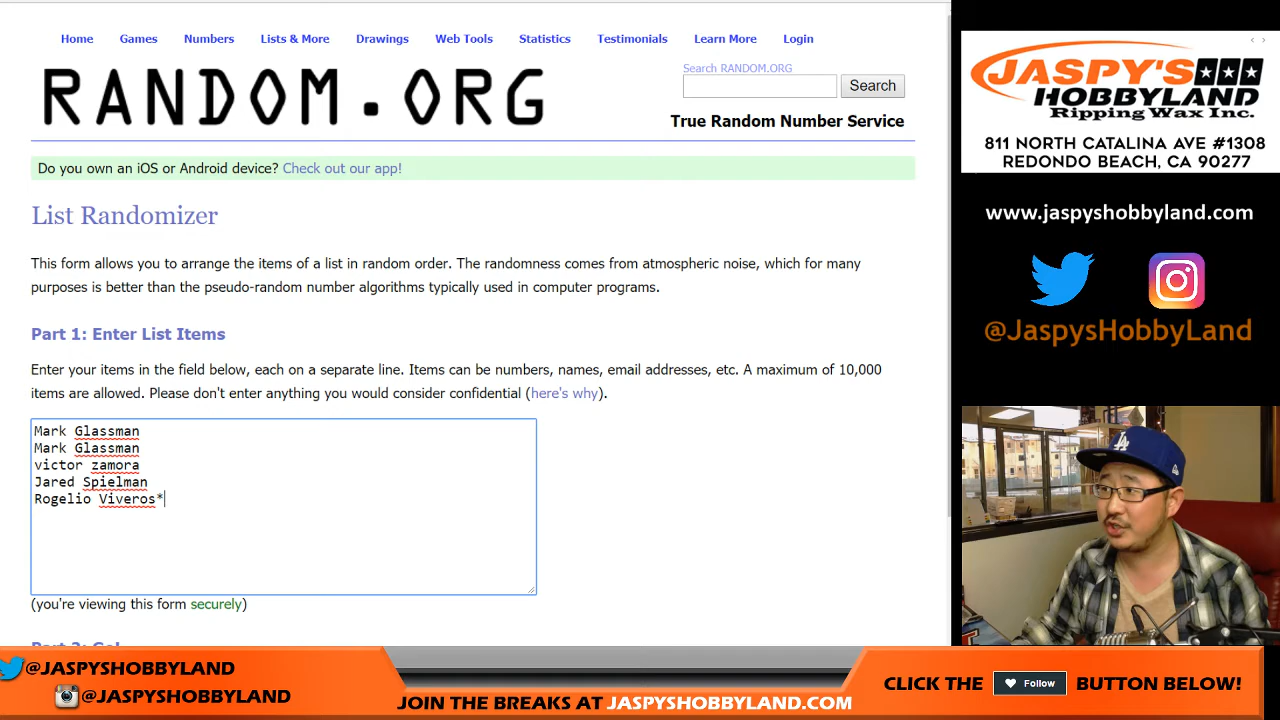 Home Games Numbers Lists & More Drawings Web Tools Statistics Testimonials Learn More Login
RANDOM.ORG
Search RANDOM.ORG
Search
True Random Number Service
Do you own an iOS or Android device? Check out our app!
List Randomizer
This form allows you to arrange the items of a list in random order. The randomness comes from atmospheric noise, which for many
purposes is better than the pseudo-random number algorithms typically used in computer programs.
Part 1: Enter List Items
Enter your items in the field below, each on a separate line. Items can be numbers, names, email addresses, etc. A maximum of 10,000
items are allowed. Please don't enter anything you would consider confidential (here's why).
Mark Glassman
Mark Glassman
victor zamora
Jared Spielman
Rogelio Viveros*
(you're viewing this form securely)
Part 2: Go!
JASPY'S
HOBBYLAND
Ripping Wax Inc.
811 NORTH CATALINA AVE #1308
REDONDO BEACH, CA 90277
www.jaspyshobbyland.com
@JaspysHobbyLand
LA
@JASPYSHOBBYLAND
@JASPYSHOBBYLAND
JOIN THE BREAKS AT JASPYSHOBBYLAND.COM
CLICK THE Follow BUTTON BELOW!